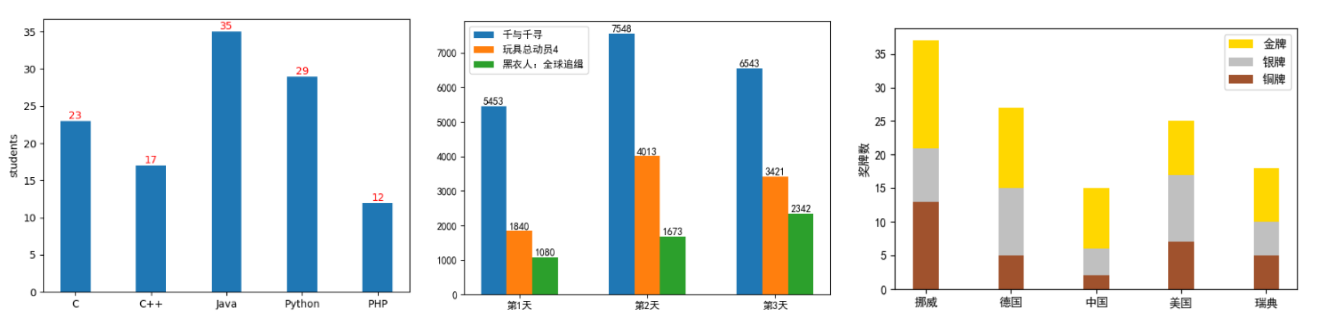 35
30
25
20
15
10
5
0
students
23
17
35
29
12
C
C++
Java
Python
PHP
千与千寻
玩具总动员4
黑衣人：全球追缉
7000
6000
5000
4000
3000
2000
1000
0
5453
1840
1080
7548
4013
1673
6543
3421
2342
第1天
第2天
第3天
金牌
银牌
铜牌
35
30
25
20
15
10
5
0
奖牌数
挪威
德国
中国
美国
瑞典